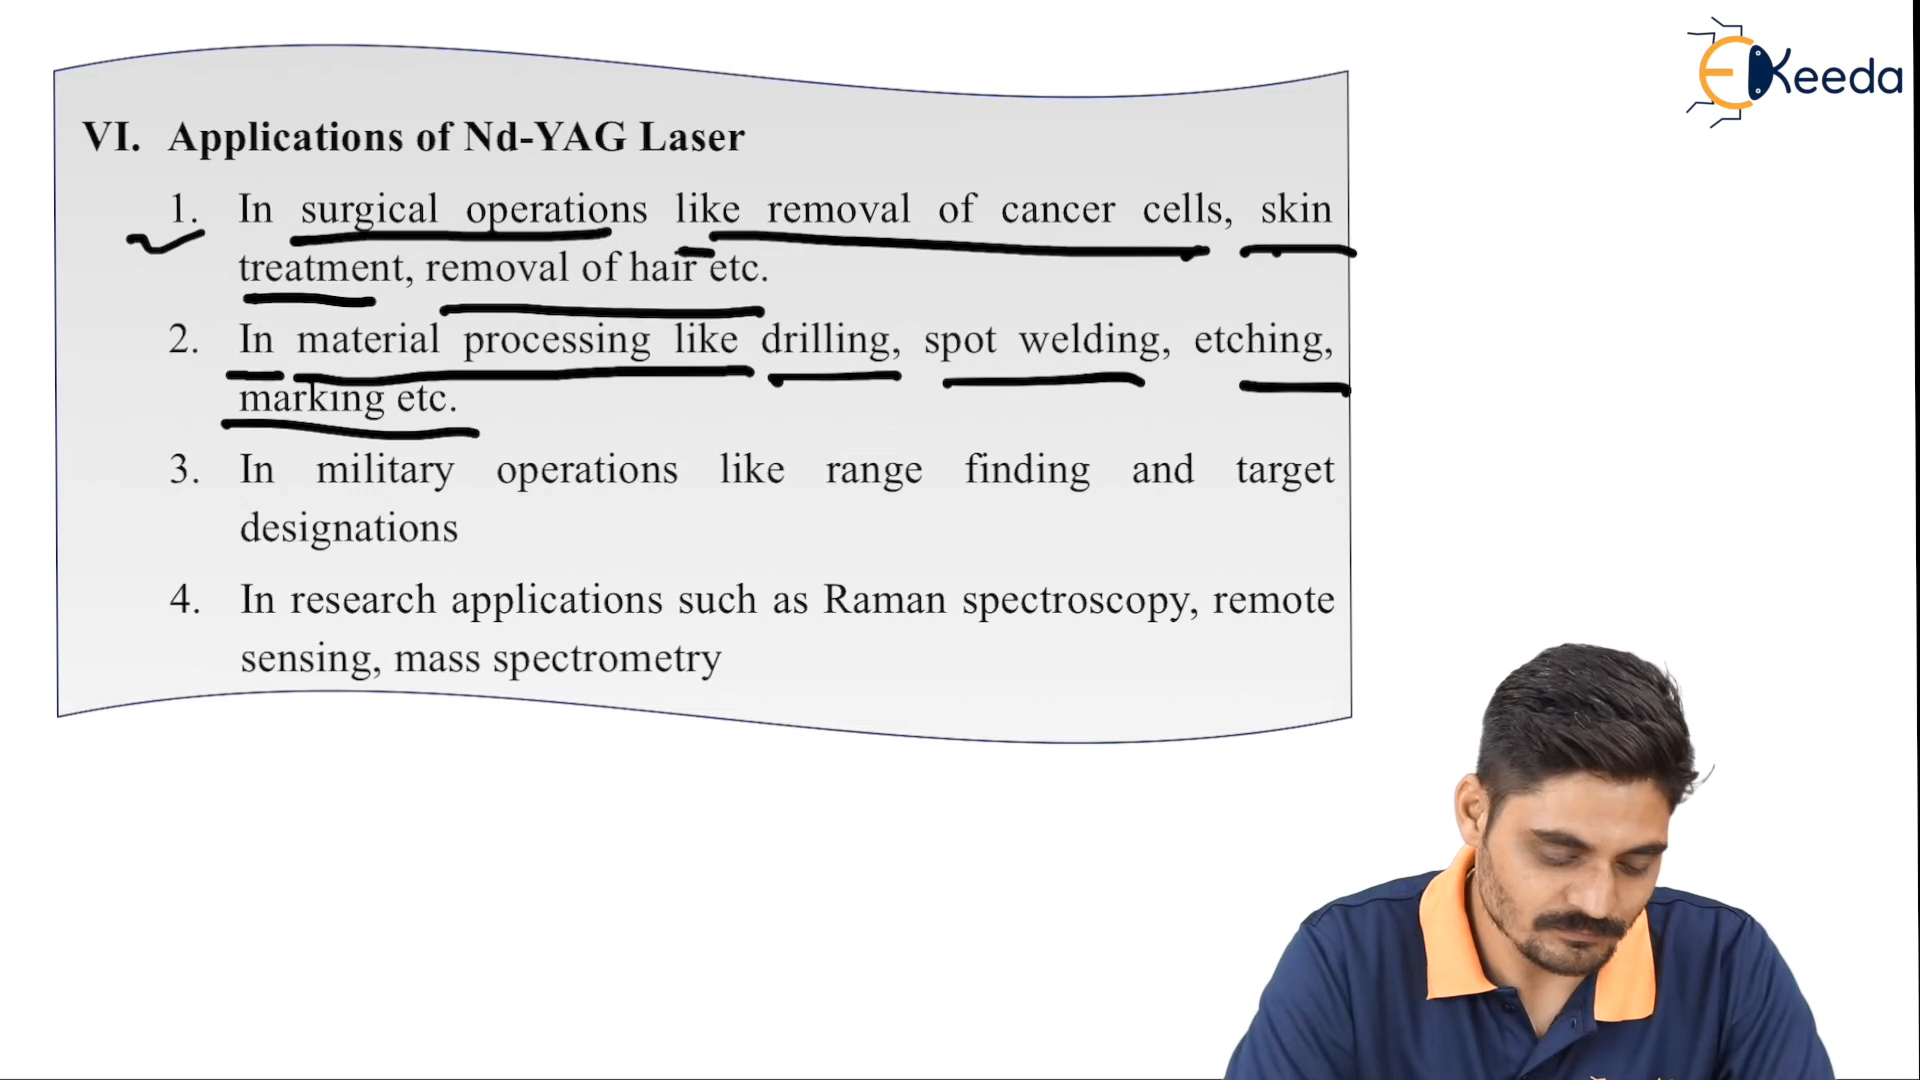 EKeeda
VI. Applications of Nd-YAG Laser
1. In surgical operations like removal of cancer cells, skin
treatment, removal of hair etc.
2. In material processing like drilling, spot welding, etching,
marking etc.
3. In military operations like range finding and target
designations
4. In research applications such as Raman spectroscopy, remote
sensing, mass spectrometry